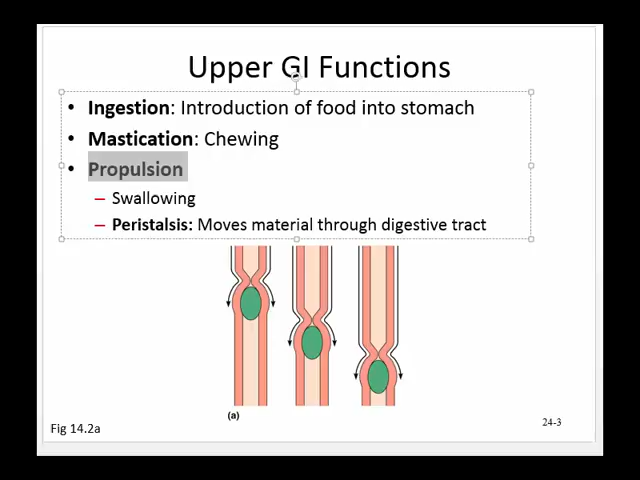 Upper GI Functions
• Ingestion: Introduction of food into stomach
• Mastication: Chewing
• Propulsion
– Swallowing
– Peristalsis: Moves material through digestive tract
(a)
Fig 14.2a
24-3